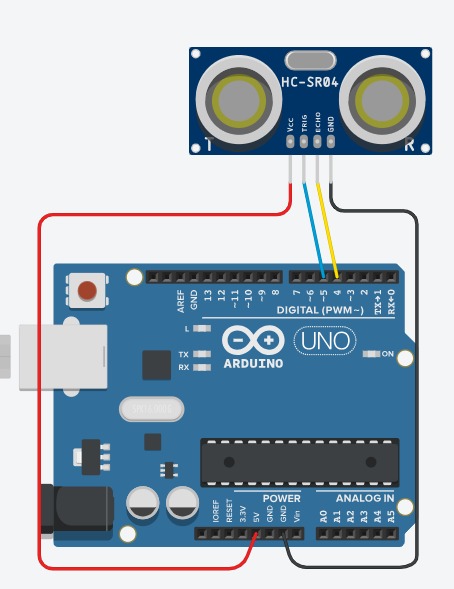 HC-SR04
VCC
TRIG
ECHO
GND
T
R
AREF
GND
13
12
~11
~10
~9
8
7
~6
~5
4
~3
2
TX→1
RX←0
DIGITAL (PWM~)
L
TX
RX
ARDUINO
UNO
ON
POWER
ANALOG IN
IOREF
RESET
3.3V
5V
GND
GND
Vin
A0
A1
A2
A3
A4
A5